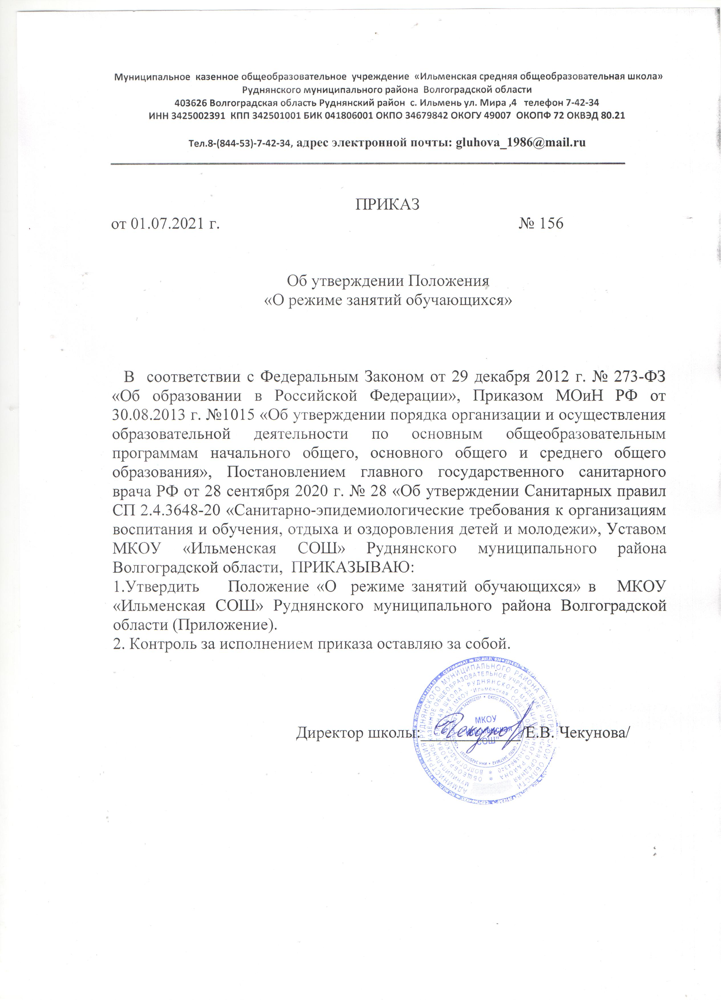 Муниципальное казенное общеобразовательное учреждение «Ильменская средняя общеобразовательная школа»
Руднянского муниципального района Волгоградской области
403626 Волгоградская область Руднянский район с. Ильмень ул. Мира ,4 телефон 7-42-34
ИНН 3425002391 КПП 342501001 БИК 041806001 ОКПО 34679842 ОКОГУ 49007 ОКОПФ 72 ОКВЭД 80.21
Тел.8-(844-53)-7-42-34, адрес электронной почты: gluhova_1986@mail.ru
ПРИКАЗ
от 01.07.2021 г. № 156
Об утверждении Положения
«О режиме занятий обучающихся»
В соответствии с Федеральным Законом от 29 декабря 2012 г. № 273-ФЗ
«Об образовании в Российской Федерации», Приказом МОиН РФ от
30.08.2013 г. №1015 «Об утверждении порядка организации и осуществления
образовательной деятельности по основным общеобразовательным
программам начального общего, основного общего и среднего общего
образования», Постановлением главного государственного санитарного
врача РФ от 28 сентября 2020 г. № 28 «Об утверждении Санитарных правил
СП 2.4.3648-20 «Санитарно-эпидемиологические требования к организациям
воспитания и обучения, отдыха и оздоровления детей и молодежи», Уставом
МКОУ «Ильменская СОШ» Руднянского муниципального района
Волгоградской области, ПРИКАЗЫВАЮ:
1.Утвердить Положение «О режиме занятий обучающихся» в МКОУ
«Ильменская СОШ» Руднянского муниципального района Волгоградской
области (Приложение).
2. Контроль за исполнением приказа оставляю за собой.
Директор школы: /Е.В. Чекунова/
АДМИНИСТРАЦИЯ РУДНЯНСКОГО МУНИЦИПАЛЬНОГО РАЙОНА ВОЛГОГРАДСКОЙ ОБЛАСТИ
МКОУ
"Ильменская
СОШ"